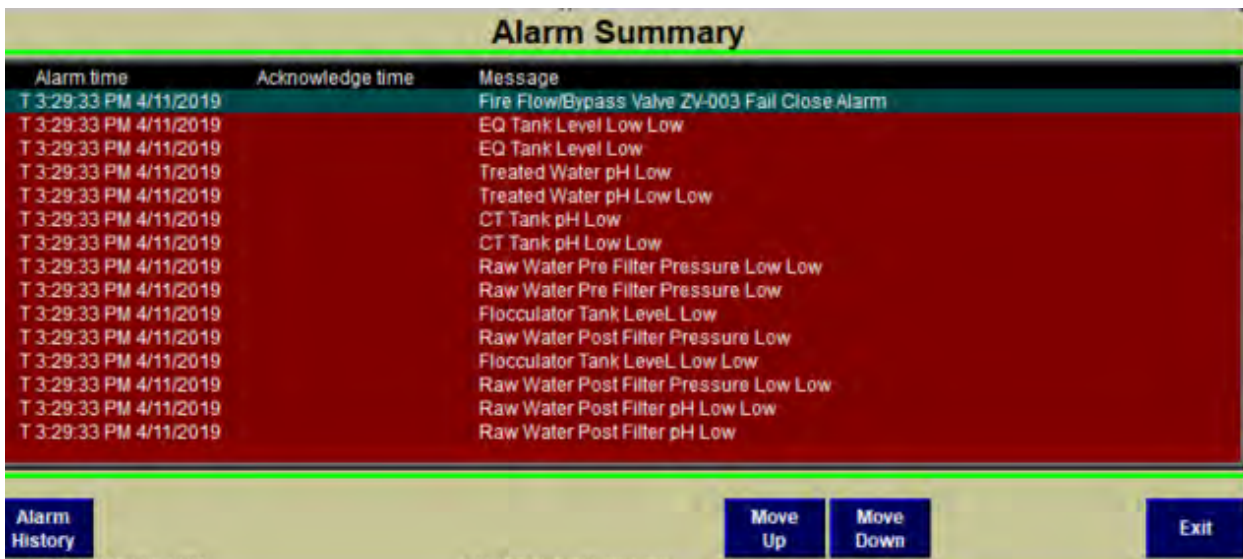 Alarm Summary
Alarm time Acknowledge time Message
T 3:29:33 PM 4/11/2019 Fire Flow/Bypass Valve ZV-003 Fail Close Alarm
T 3:29:33 PM 4/11/2019 EQ Tank Level Low Low
T 3:29:33 PM 4/11/2019 EQ Tank Level Low
T 3:29:33 PM 4/11/2019 Treated Water pH Low
T 3:29:33 PM 4/11/2019 Treated Water pH Low Low
T 3:29:33 PM 4/11/2019 CT Tank pH Low
T 3:29:33 PM 4/11/2019 CT Tank pH Low Low
T 3:29:33 PM 4/11/2019 Raw Water Pre Filter Pressure Low Low
T 3:29:33 PM 4/11/2019 Raw Water Pre Filter Pressure Low
T 3:29:33 PM 4/11/2019 Flocculator Tank LeveL Low
T 3:29:33 PM 4/11/2019 Raw Water Post Filter Pressure Low
T 3:29:33 PM 4/11/2019 Flocculator Tank LeveL Low Low
T 3:29:33 PM 4/11/2019 Raw Water Post Filter Pressure Low Low
T 3:29:33 PM 4/11/2019 Raw Water Post Filter pH Low Low
T 3:29:33 PM 4/11/2019 Raw Water Post Filter pH Low
Alarm
History
Move
Up
Move
Down
Exit